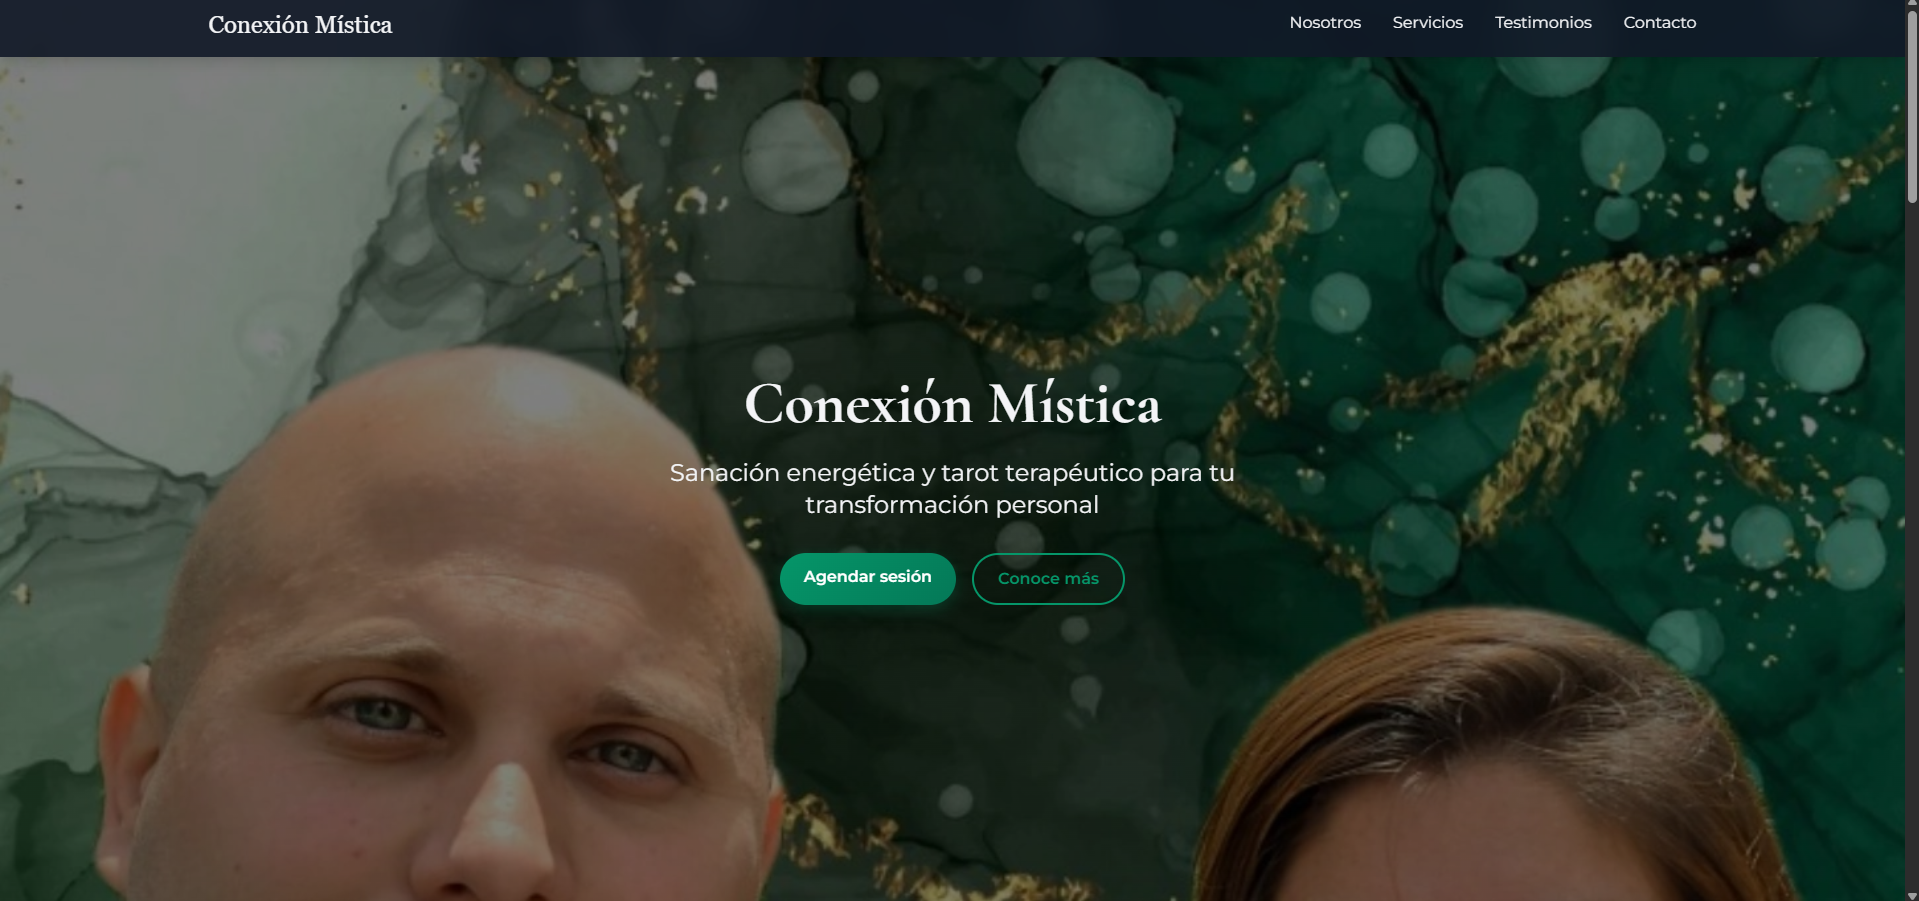 Conexión Mística
Nosotros
Servicios
Testimonios
Contacto
Conexión Mística
Sanación energética y tarot terapéutico para tu
transformación personal
Agendar sesión
Conoce más